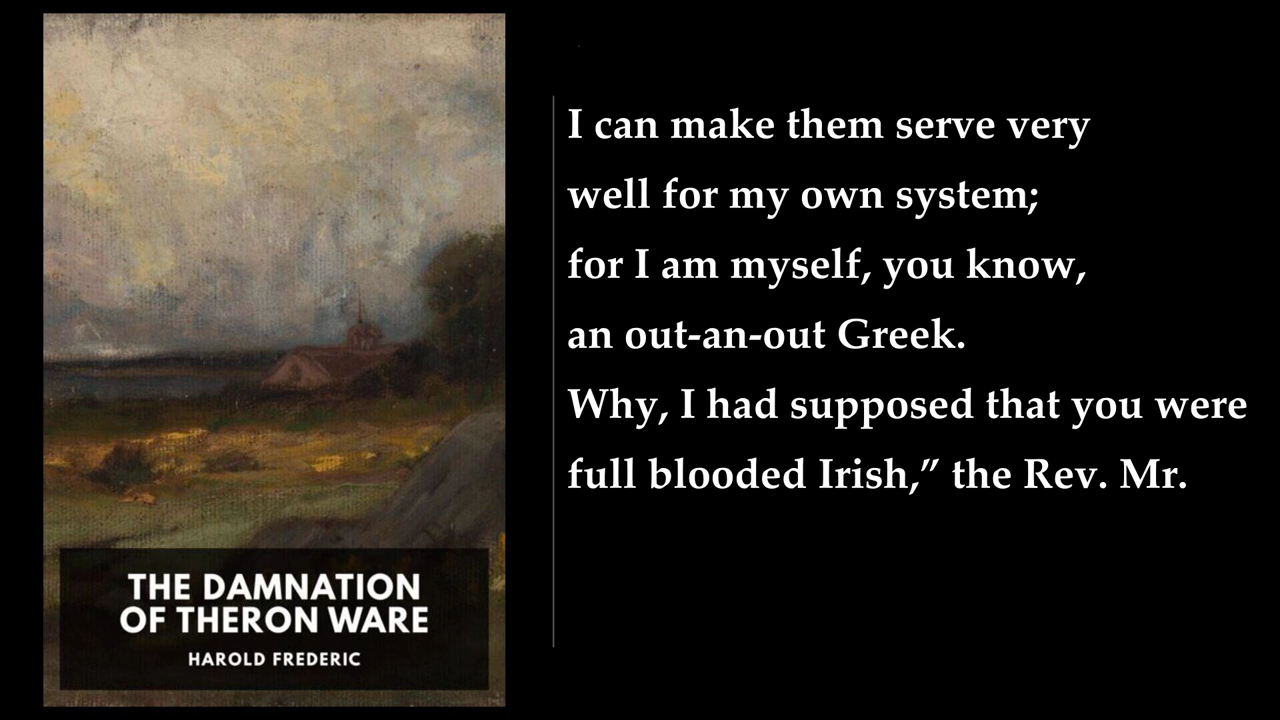 I can make them serve very
well for my own system;
for I am myself, you know,
an out-an-out Greek.
Why, I had supposed that you were
full blooded Irish,” the Rev. Mr.
THE DAMNATION
OF THERON WARE
HAROLD FREDERIC